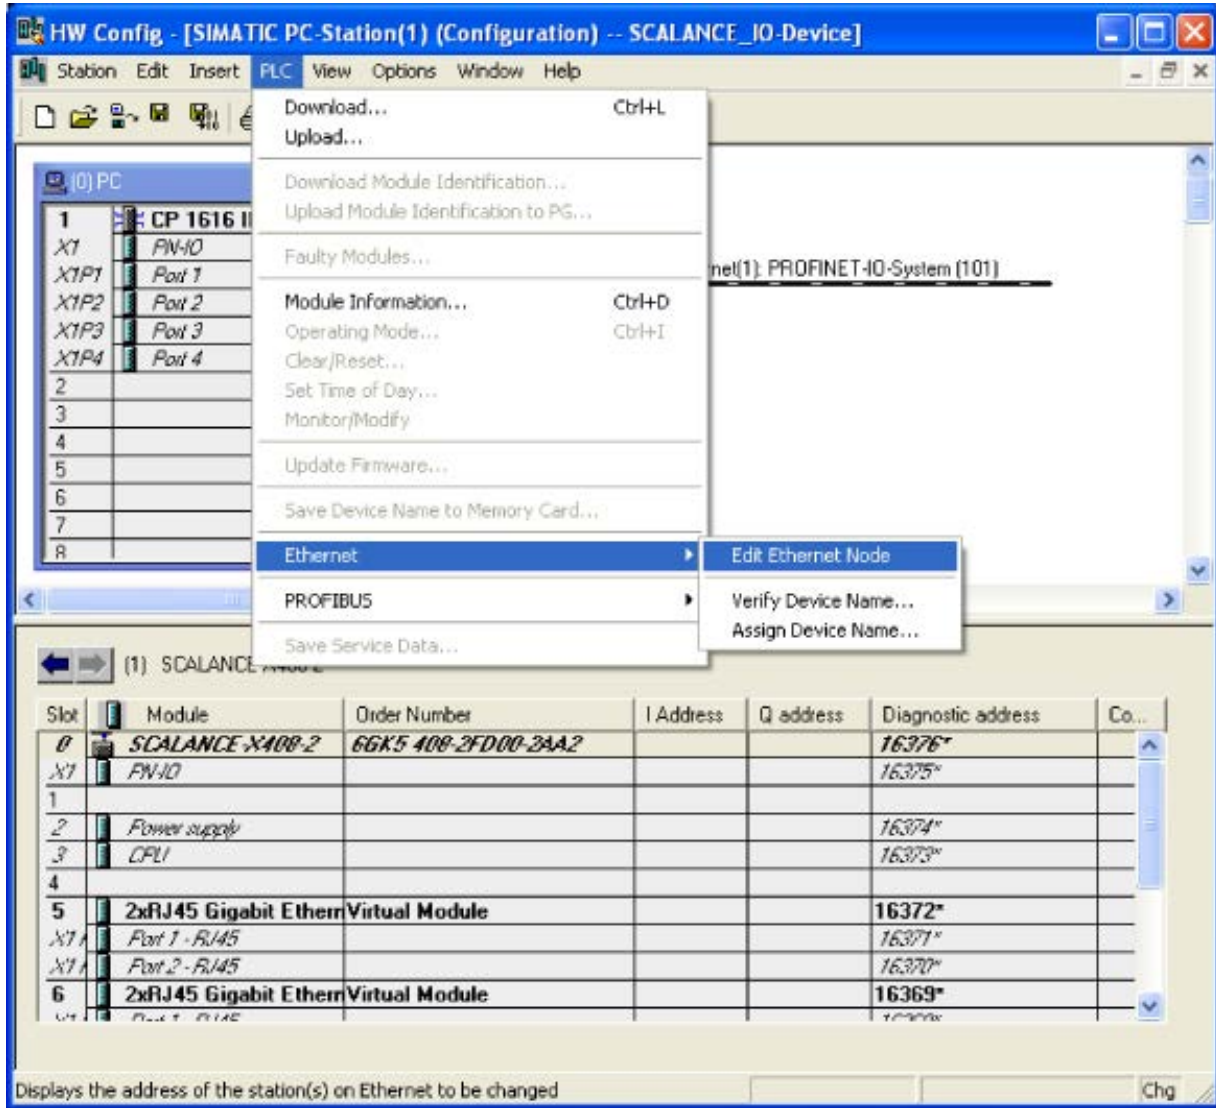 HW Config - [SIMATIC PC-Station(1) (Configuration) -- SCALANCE_IO-Device]
Station Edit Insert PLC View Options Window Help
Download... Ctrl+L
Upload...
Download Module Identification...
Upload Module Identification to PG...
Faulty Modules...
Module Information... Ctrl+D
Operating Mode... Ctrl+I
Clear/Reset...
Set Time of Day...
Monitor/Modify
Update Firmware...
Save Device Name to Memory Card...
Ethernet
PROFIBUS
Save Service Data...
Edit Ethernet Node
Verify Device Name...
Assign Device Name...
(0) PC
1 CP 1616
X1 PN-IO
X1P1 Port 1
X1P2 Port 2
X1P3 Port 3
X1P4 Port 4
2
3
4
5
6
7
8
net(1): PROFINET-IO-System (101)
(1) SCALANCE
Slot Module Order Number I Address Q address Diagnostic address Co...
0 SCALANCE-X408-2 6GK5 408-2FD00-2AA2 16376*
X1 PN-IO 16375*
1
2 Power supply 16374*
3 CPU 16373*
4
5 2xRJ45 Gigabit Ethern Virtual Module 16372*
X1 Port 1 - RJ45 16371*
X1 Port 2 - RJ45 16370*
6 2xRJ45 Gigabit Ethern Virtual Module 16369*
Displays the address of the station(s) on Ethernet to be changed Chg